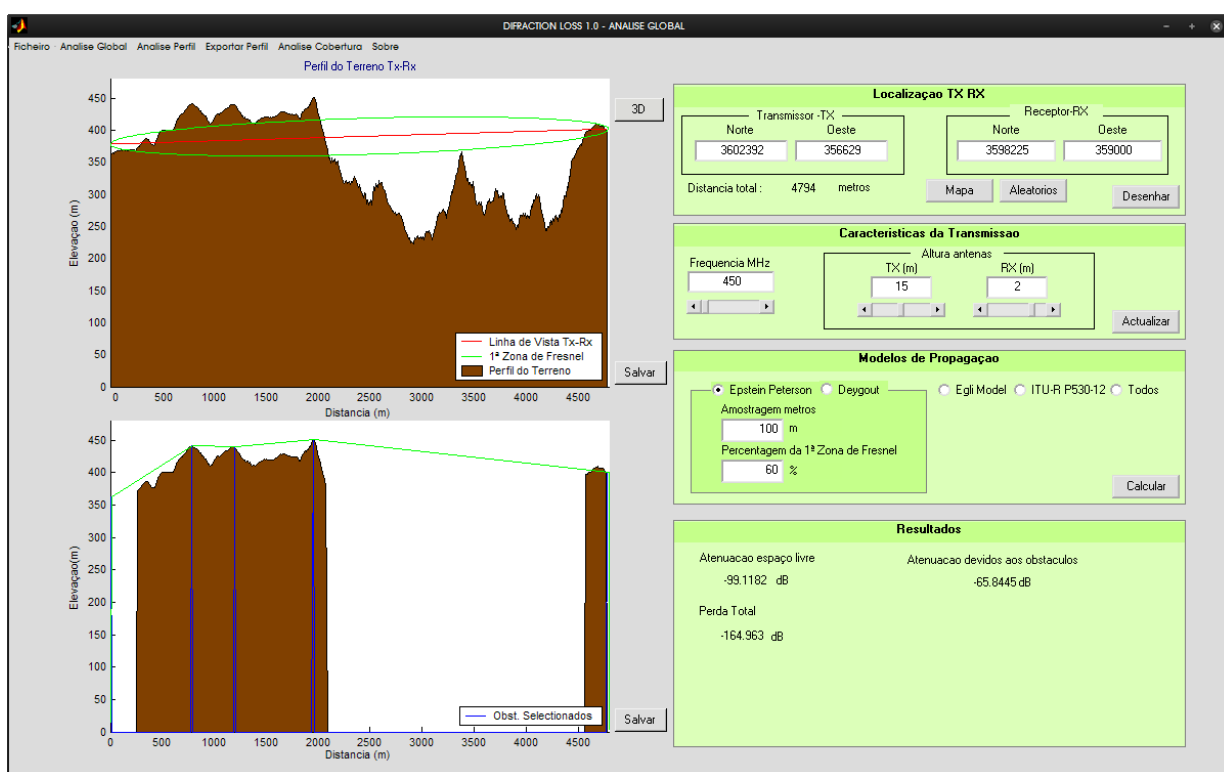 DIFRACTION LOSS 1.0 - ANALISE GLOBAL
Ficheiro Analise Global Analise Perfil Exportar Perfil Analise Cobertura Sobre
Perfil do Terreno Tx-Rx
450
400
350
300
250
200
150
100
50
0
Elevaçao (m)
0 500 1000 1500 2000 2500 3000 3500 4000 4500
Distancia (m)
Linha de Vista Tx-Rx
1ª Zona de Fresnel
Perfil do Terreno
3D
Salvar
450
400
350
300
250
200
150
100
50
0
Elevaçao(m)
0 500 1000 1500 2000 2500 3000 3500 4000 4500
Distancia (m)
Obst. Selecionados
Salvar
Localizaçao TX RX
Transmissor -TX
Norte Oeste
3602392 356629
Receptor-RX
Norte Oeste
3598225 359000
Distancia total : 4794 metros
Mapa Aleatorios Desenhar
Caracteristicas da Transmissao
Frequencia MHz
450
Altura antenas
TX (m) RX (m)
15 2
Actualizar
Modelos de Propagaçao
Epstein Peterson Deygout Egli Model ITU-R P530-12 Todos
Amostragem metros
100 m
Percentagem da 1ª Zona de Fresnel
60 %
Calcular
Resultados
Atenuacao espaço livre
-99.1182 dB
Atenuacao devidos aos obstaculos
-65.8445 dB
Perda Total
-164.963 dB